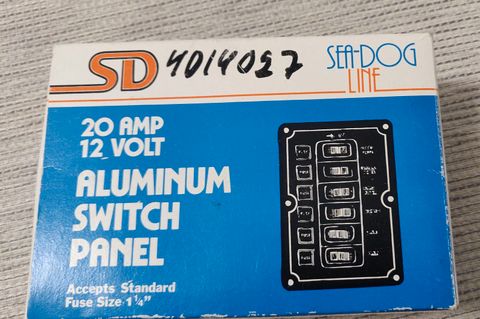 SD 4014027 SEA-DOG
LINE
20 AMP
12 VOLT
ALUMINUM
SWITCH
PANEL
Accepts Standard
Fuse Size-1¼"